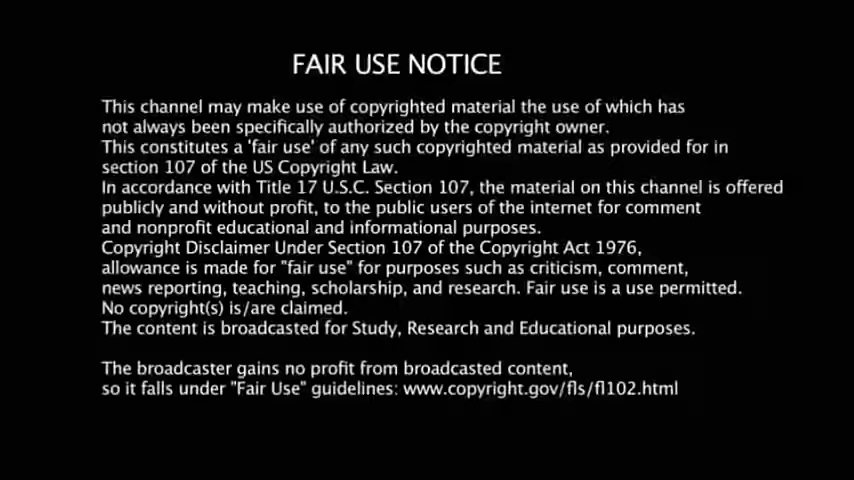 FAIR USE NOTICE
This channel may make use of copyrighted material the use of which has
not always been specifically authorized by the copyright owner.
This constitutes a 'fair use' of any such copyrighted material as provided for in
section 107 of the US Copyright Law.
In accordance with Title 17 U.S.C. Section 107, the material on this channel is offered
publicly and without profit, to the public users of the internet for comment
and nonprofit educational and informational purposes.
Copyright Disclaimer Under Section 107 of the Copyright Act 1976,
allowance is made for "fair use" for purposes such as criticism, comment,
news reporting, teaching, scholarship, and research. Fair use is a use permitted.
No copyright(s) is/are claimed.
The content is broadcasted for Study, Research and Educational purposes.
The broadcaster gains no profit from broadcasted content,
so it falls under "Fair Use" guidelines: www.copyright.gov/fls/fl102.html